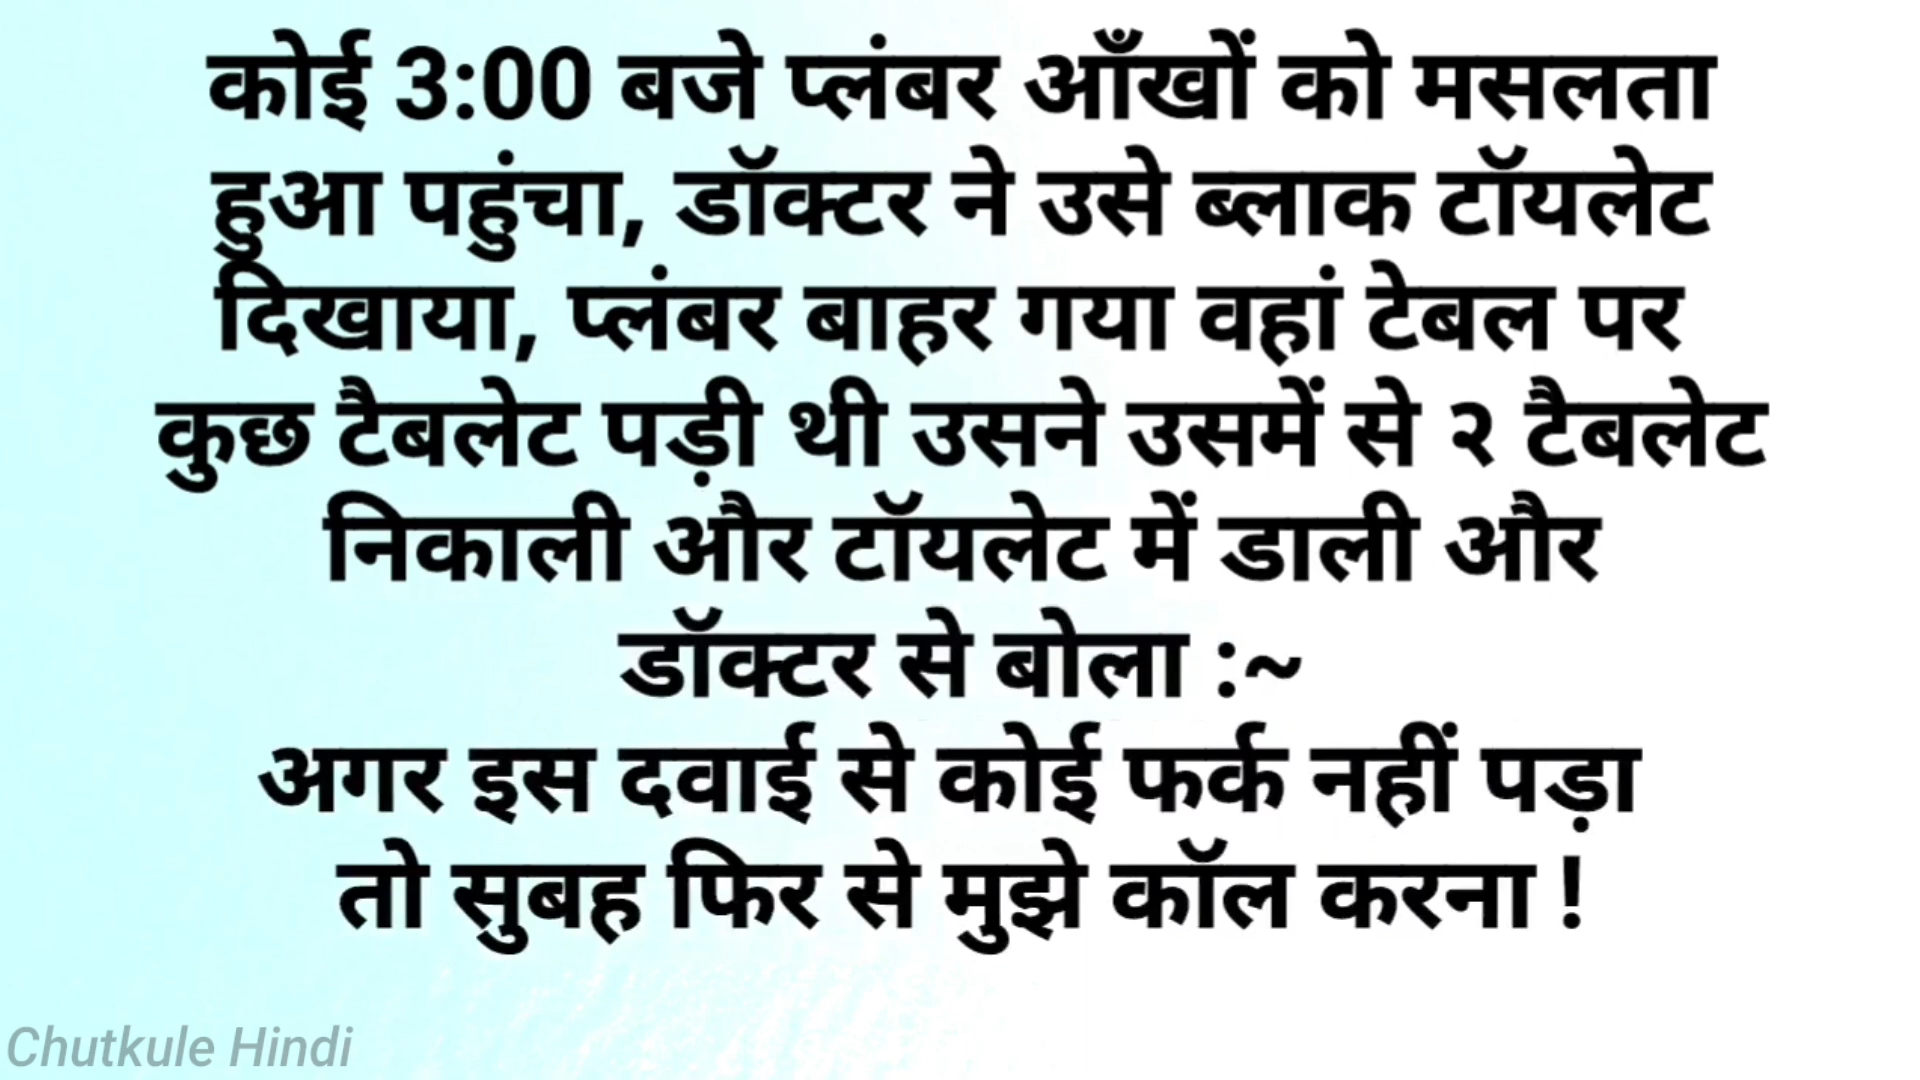 कोई 3:00 बजे प्लंबर आँखों को मसलता
हुआ पहुंचा, डॉक्टर ने उसे ब्लाक टॉयलेट
दिखाया, प्लंबर बाहर गया वहां टेबल पर
कुछ टैबलेट पड़ी थी उसने उसमें से २ टैबलेट
निकाली और टॉयलेट में डाली और
डॉक्टर से बोला :~
अगर इस दवाई से कोई फर्क नहीं पड़ा
तो सुबह फिर से मुझे कॉल करना !
Chutkule Hindi